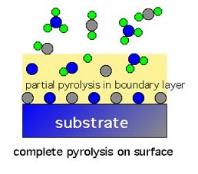 partial pyrolysis in boundary layer
substrate
complete pyrolysis on surface